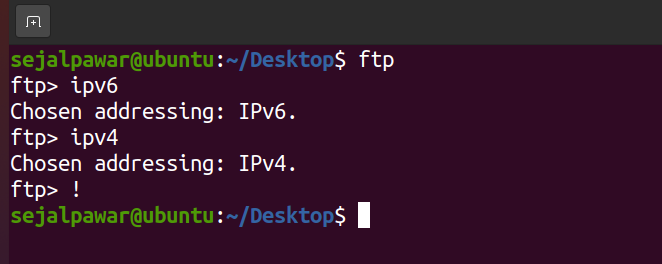 sejalpawar@ubuntu:~/Desktop$ ftp
ftp> ipv6
Chosen addressing: IPv6.
ftp> ipv4
Chosen addressing: IPv4.
ftp> !
sejalpawar@ubuntu:~/Desktop$